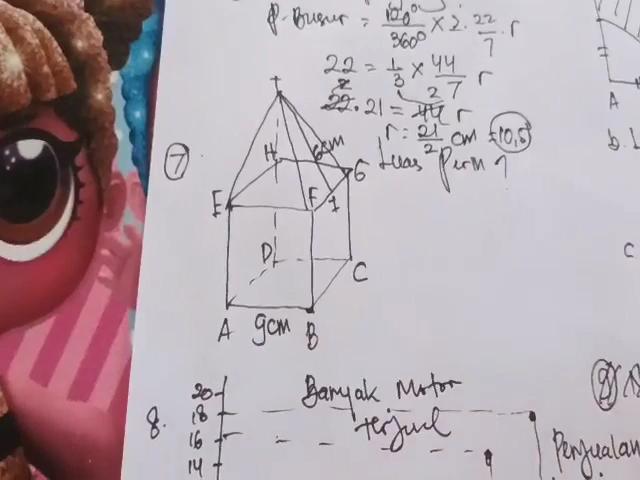 P. Busur = 120°/360° × 2. 22/7 . r
22 = 1/3 × 44/7 r
22.21 = 44 r
r = 21/2 cm = 10,5
7
T
H
6cm
G
Luas Perm ?
E
F
D
C
A
9cm
B
A
b.
c
8.
20
Banyak Motor
18
terjual
16
14
Penjualan